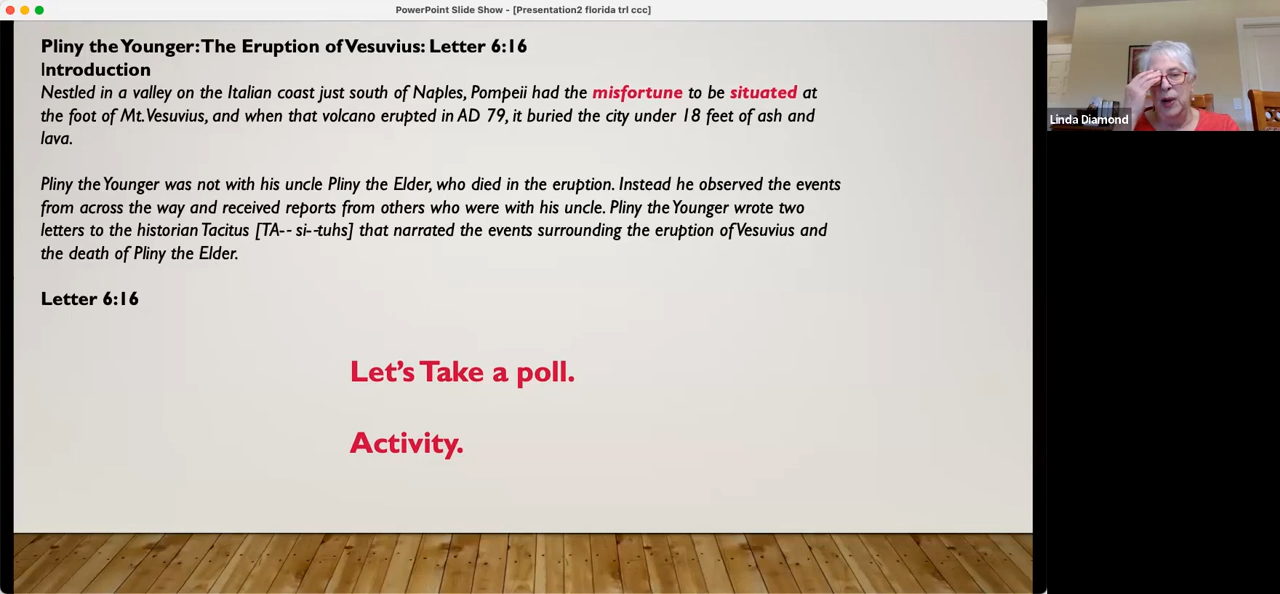 PowerPoint Slide Show - [Presentation2 florida trl ccc]
Pliny the Younger: The Eruption of Vesuvius: Letter 6:16
Introduction
Nestled in a valley on the Italian coast just south of Naples, Pompeii had the misfortune to be situated at
the foot of Mt. Vesuvius, and when that volcano erupted in AD 79, it buried the city under 18 feet of ash and
lava.
Pliny the Younger was not with his uncle Pliny the Elder, who died in the eruption. Instead he observed the events
from across the way and received reports from others who were with his uncle. Pliny the Younger wrote two
letters to the historian Tacitus [TA-- si--tuhs] that narrated the events surrounding the eruption of Vesuvius and
the death of Pliny the Elder.
Letter 6:16
Let's Take a poll.
Activity.
Linda Diamond